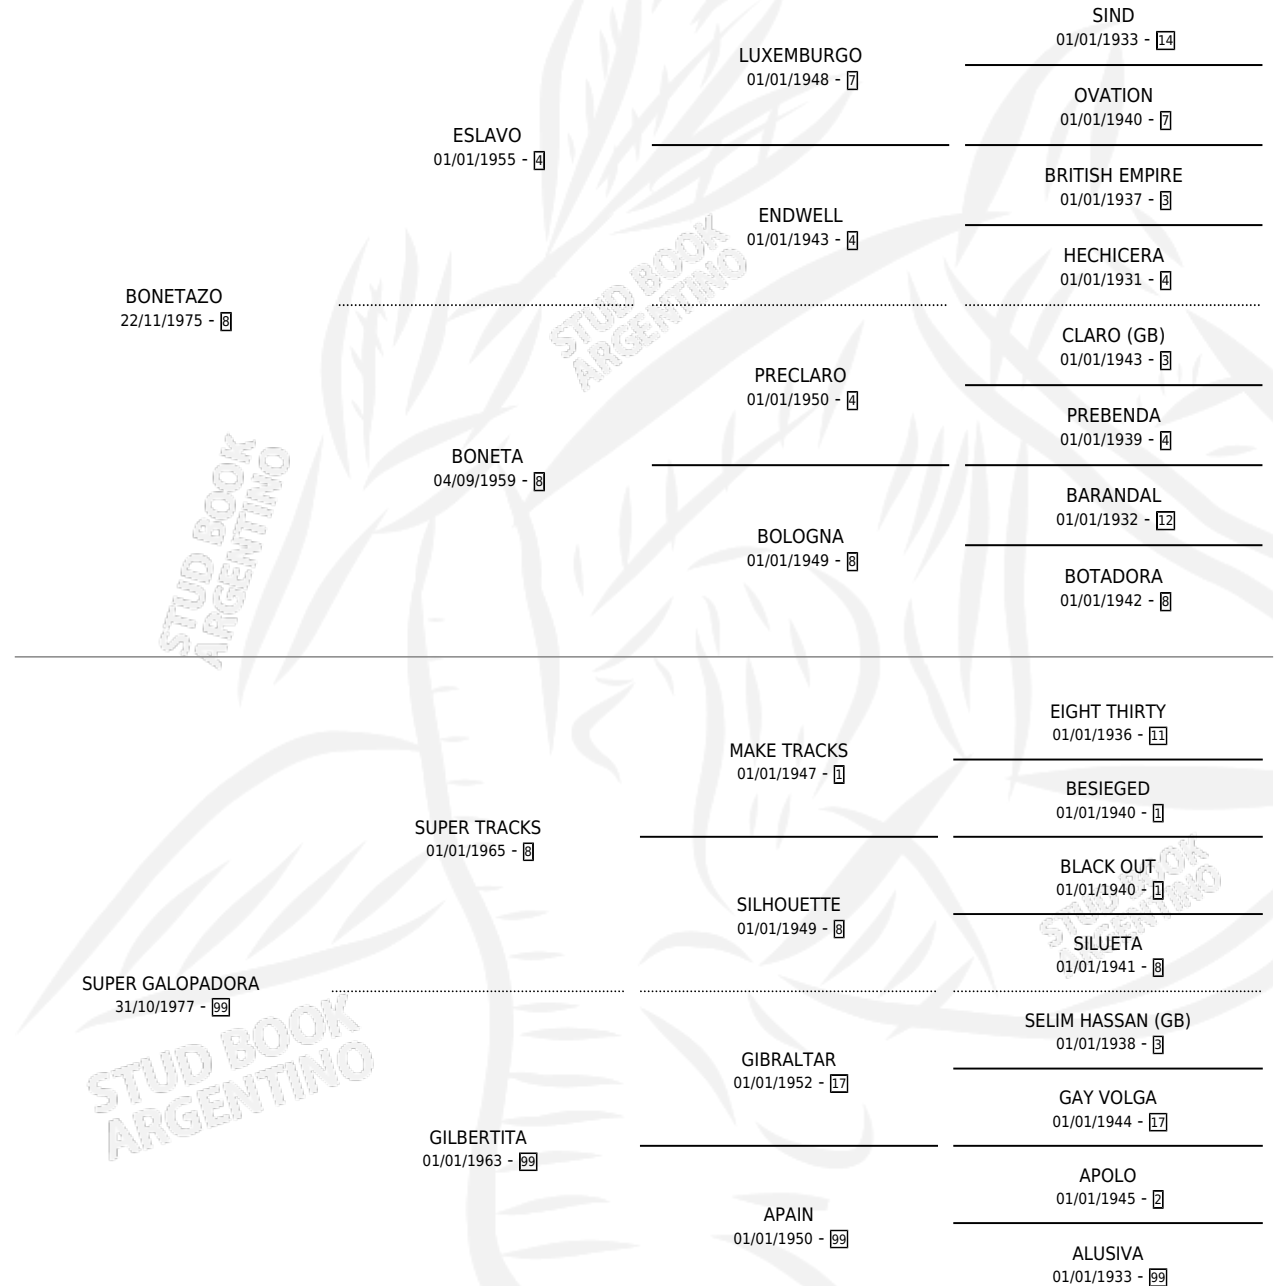 SIND
01/01/1933 - 14
LUXEMBURGO
01/01/1948 - 7
OVATION
01/01/1940 - 7
ESLAVO
01/01/1955 - 4
BRITISH EMPIRE
01/01/1937 - 3
ENDWELL
01/01/1943 - 4
HECHICERA
01/01/1931 - 4
BONETAZO
22/11/1975 - 8
CLARO (GB)
01/01/1943 - 3
PRECLARO
01/01/1950 - 4
PREBENDA
01/01/1939 - 4
BONETA
04/09/1959 - 8
BARANDAL
01/01/1932 - 12
BOLOGNA
01/01/1949 - 8
BOTADORA
01/01/1942 - 8
STUD BOOK
ARGENTINO
STUD BOOK
ARGENTINO
EIGHT THIRTY
01/01/1936 - 11
MAKE TRACKS
01/01/1947 - 1
BESIEGED
01/01/1940 - 1
SUPER TRACKS
01/01/1965 - 8
BLACK OUT
01/01/1940 - 1
SILHOUETTE
01/01/1949 - 8
SILUETA
01/01/1941 - 8
SUPER GALOPADORA
31/10/1977 - 99
SELIM HASSAN (GB)
01/01/1938 - 3
GIBRALTAR
01/01/1952 - 17
GAY VOLGA
01/01/1944 - 17
GILBERTITA
01/01/1963 - 99
APOLO
01/01/1945 - 2
APAIN
01/01/1950 - 99
ALUSIVA
01/01/1933 - 99
STUD BOOK
ARGENTINO
STUD BOOK
ARGENTINO